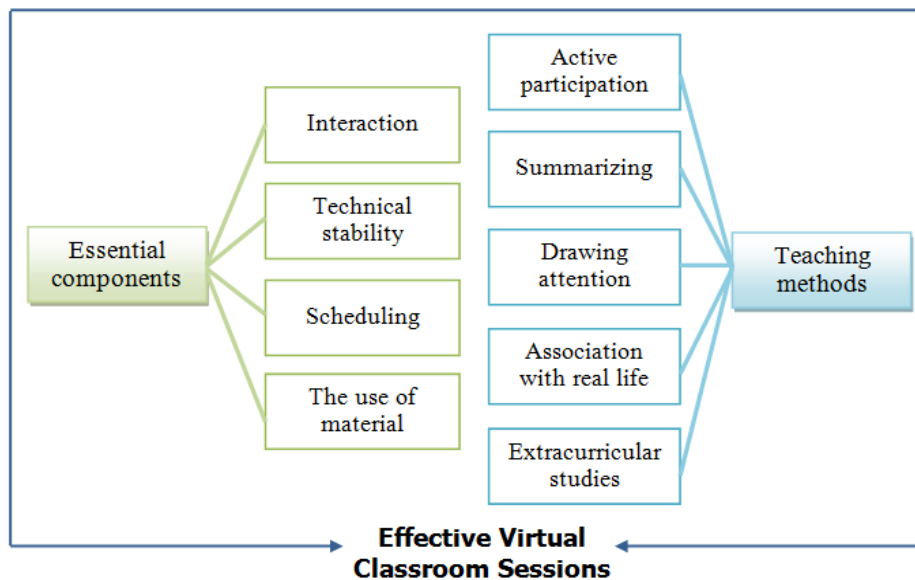 Essential
components
Interaction
Technical
stability
Scheduling
The use of
material
Active
participation
Summarizing
Drawing
attention
Association
with real life
Extracurricular
studies
Teaching
methods
Effective Virtual
Classroom Sessions